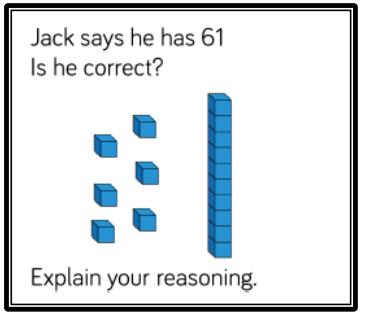 Jack says he has 61
Is he correct?
Explain your reasoning.